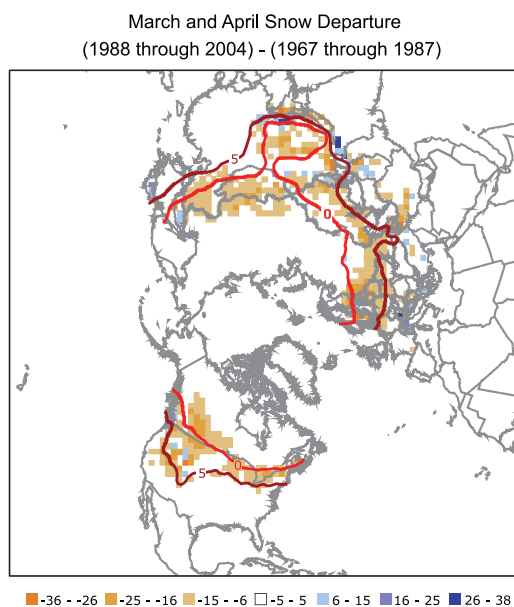 March and April Snow Departure
(1988 through 2004) - (1967 through 1987)
5
0
0
5
-36 - -26 -25 - -16 -15 - -6 -5 - 5 6 - 15 16 - 25 26 - 38